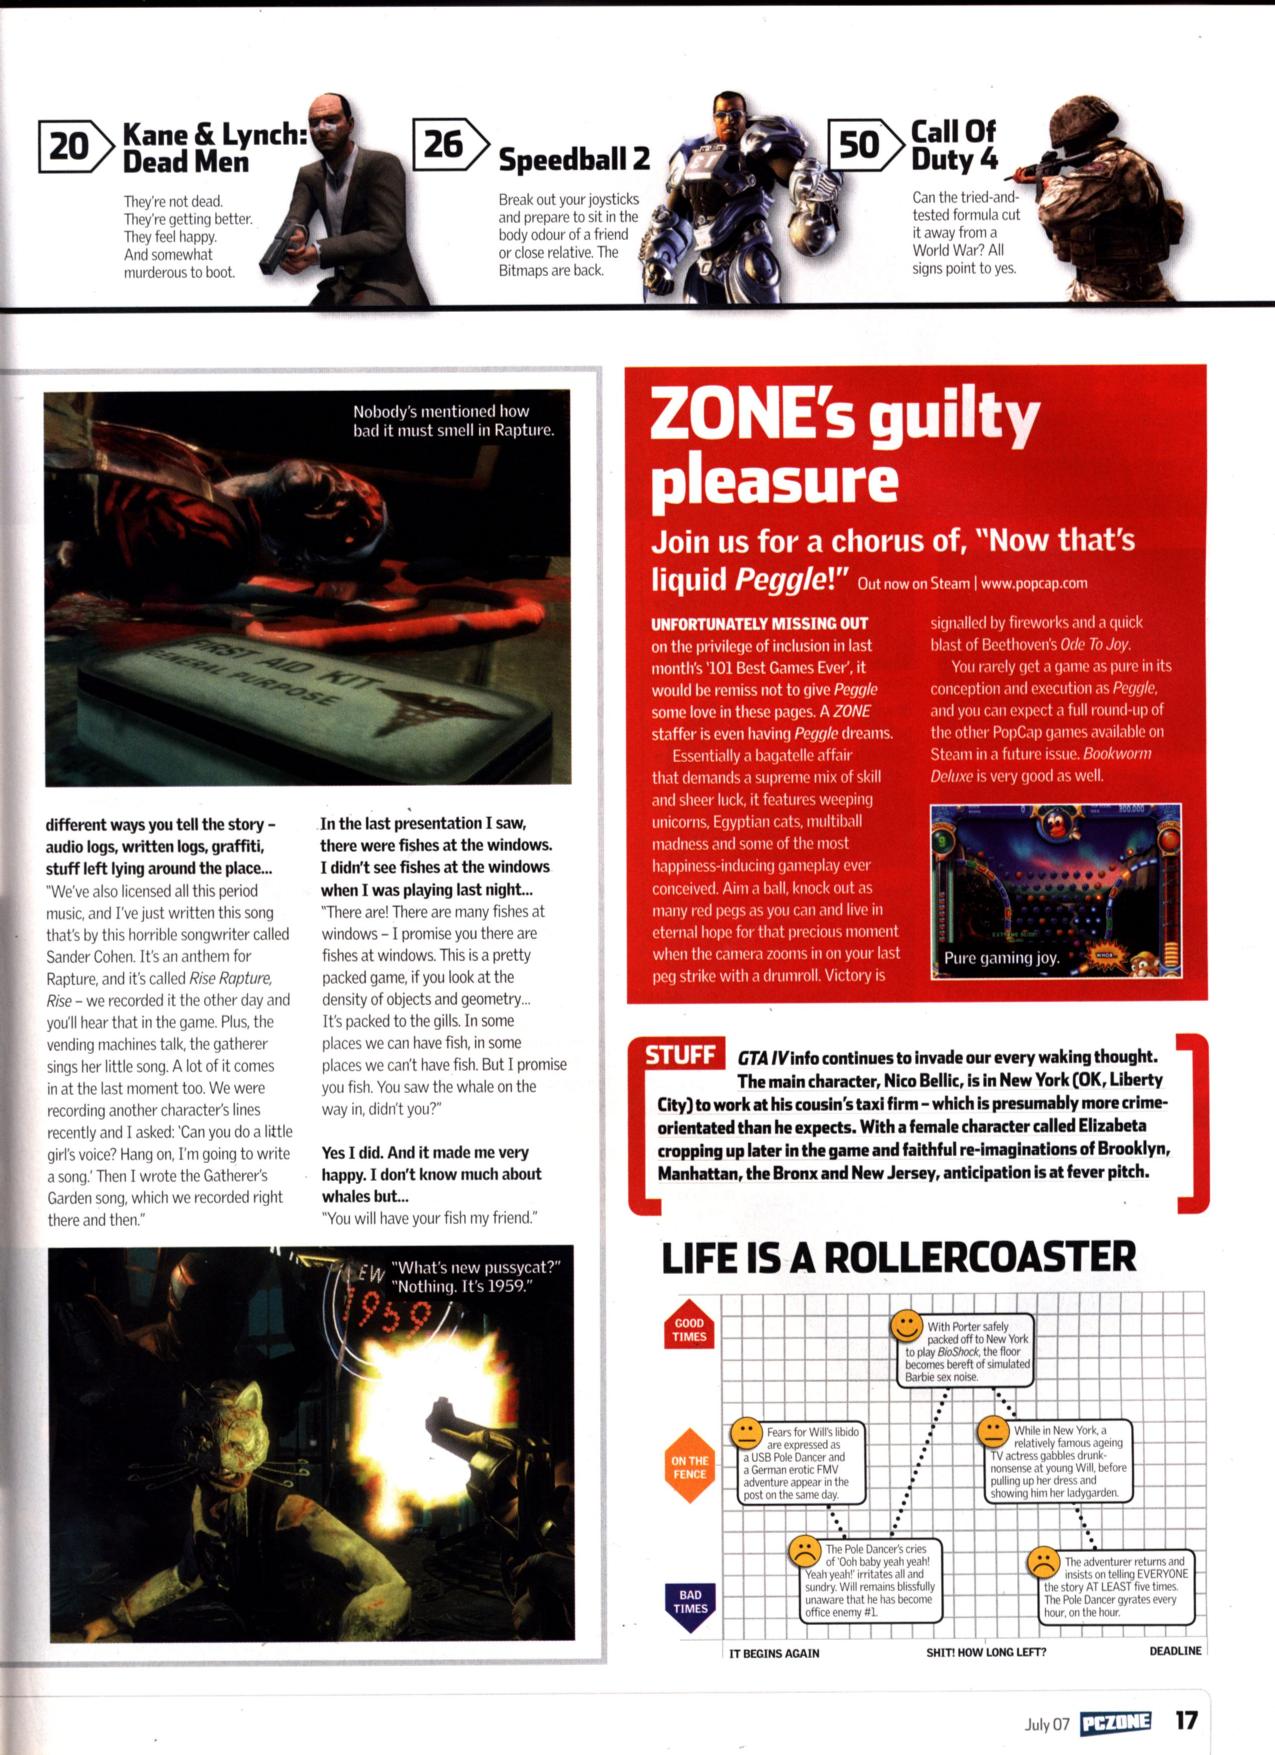 20
Kane & Lynch:
Dead Men
They're not dead.
They're getting better.
They feel happy.
And somewhat
murderous to boot.
26
Speedball 2
Break out your joysticks
and prepare to sit in the
body odour of a friend
or close relative. The
Bitmaps are back.
50
Call Of
Duty 4
Can the tried-and-
tested formula cut
it away from a
World War? All
signs point to yes.
Nobody's mentioned how
bad it must smell in Rapture.
FIRST AID KIT
GENERAL PURPOSE
different ways you tell the story –
audio logs, written logs, graffiti,
stuff left lying around the place...
"We've also licensed all this period
music, and I've just written this song
that's by this horrible songwriter called
Sander Cohen. It's an anthem for
Rapture, and it's called Rise Rapture,
Rise – we recorded it the other day and
you'll hear that in the game. Plus, the
vending machines talk, the gatherer
sings her little song. A lot of it comes
in at the last moment too. We were
recording another character's lines
recently and I asked: 'Can you do a little
girl's voice? Hang on, I'm going to write
a song.' Then I wrote the Gatherer's
Garden song, which we recorded right
there and then."
In the last presentation I saw,
there were fishes at the windows.
I didn't see fishes at the windows
when I was playing last night...
"There are! There are many fishes at
windows – I promise you there are
fishes at windows. This is a pretty
packed game, if you look at the
density of objects and geometry...
It's packed to the gills. In some
places we can have fish, in some
places we can't have fish. But I promise
you fish. You saw the whale on the
way in, didn't you?"
Yes I did. And it made me very
happy. I don't know much about
whales but...
"You will have your fish my friend."
"What's new pussycat?"
"Nothing. It's 1959."
EW
1959
ZONE's guilty
pleasure
Join us for a chorus of, "Now that's
liquid Peggle!" Out now on Steam | www.popcap.com
UNFORTUNATELY MISSING OUT
on the privilege of inclusion in last
month's '101 Best Games Ever', it
would be remiss not to give Peggle
some love in these pages. A ZONE
staffer is even having Peggle dreams.
Essentially a bagatelle affair
that demands a supreme mix of skill
and sheer luck, it features weeping
unicorns, Egyptian cats, multiball
madness and some of the most
happiness-inducing gameplay ever
conceived. Aim a ball, knock out as
many red pegs as you can and live in
eternal hope for that precious moment
when the camera zooms in on your last
peg strike with a drumroll. Victory is
signalled by fireworks and a quick
blast of Beethoven's Ode To Joy.
You rarely get a game as pure in its
conception and execution as Peggle,
and you can expect a full round-up of
the other PopCap games available on
Steam in a future issue. Bookworm
Deluxe is very good as well.
9
Pure gaming joy.
STUFF
GTA IV info continues to invade our every waking thought.
The main character, Nico Bellic, is in New York (OK, Liberty
City) to work at his cousin's taxi firm – which is presumably more crime-
orientated than he expects. With a female character called Elizabeta
cropping up later in the game and faithful re-imaginations of Brooklyn,
Manhattan, the Bronx and New Jersey, anticipation is at fever pitch.
LIFE IS A ROLLERCOASTER
GOOD
TIMES
With Porter safely
packed off to New York
to play BioShock, the floor
becomes bereft of simulated
Barbie sex noise.
ON THE
FENCE
Fears for Will's libido
are expressed as
a USB Pole Dancer and
a German erotic FMV
adventure appear in the
post on the same day.
While in New York, a
relatively famous ageing
TV actress gabbles drunk-
nonsense at young Will, before
pulling up her dress and
showing him her ladygarden.
BAD
TIMES
The Pole Dancer's cries
of 'Ooh baby yeah yeah!
Yeah yeah!' irritates all and
sundry. Will remains blissfully
unaware that he has become
office enemy #1.
The adventurer returns and
insists on telling EVERYONE
the story AT LEAST five times.
The Pole Dancer gyrates every
hour, on the hour.
IT BEGINS AGAIN
SHIT! HOW LONG LEFT?
DEADLINE
July 07 PCZONE 17